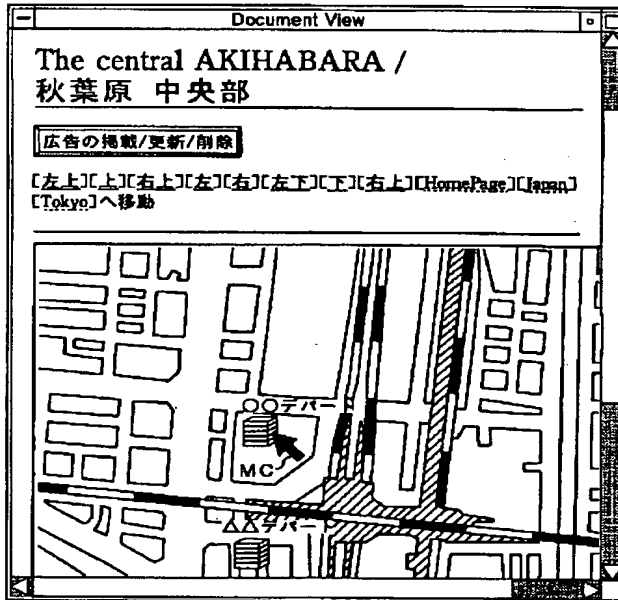 Document View
The central AKIHABARA /
秋葉原 中央部
広告の掲載/更新/削除
[左上][上][右上][左][右][左下][下][右上][HomePage][Japan]
[Tokyo]へ移動
○○デパート
MC
△△デパート